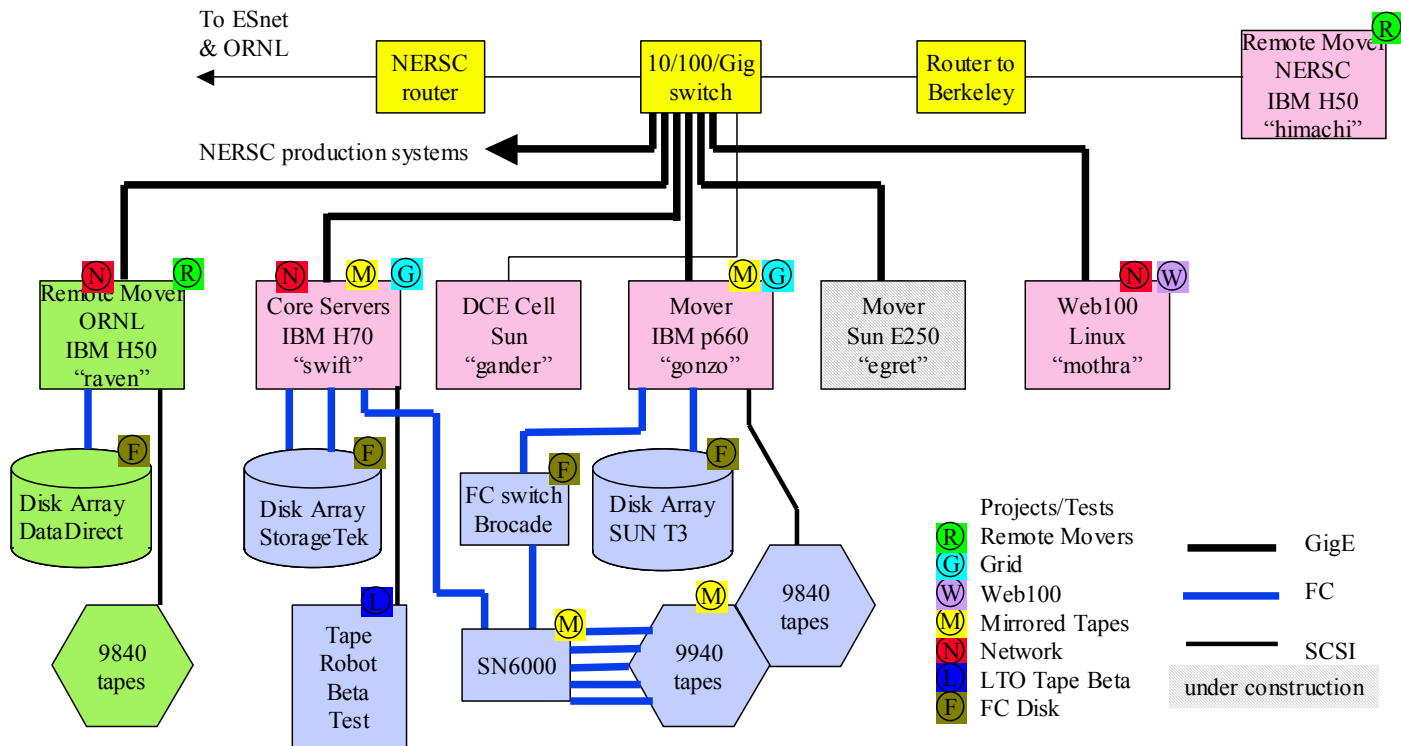 To ESnet
& ORNL
NERSC
router
10/100/Gig
switch
Router to
Berkeley
R
Remote Mover
NERSC
IBM H50
“himachi”
NERSC production systems
N
R
Remote Mover
ORNL
IBM H50
“raven”
N
M
G
Core Servers
IBM H70
“swift”
DCE Cell
Sun
“gander”
M
G
Mover
IBM p660
“gonzo”
Mover
Sun E250
“egret”
N
W
Web100
Linux
“mothra”
F
Disk Array
DataDirect
F
Disk Array
StorageTek
F
FC switch
Brocade
F
Disk Array
SUN T3
9840
tapes
L
Tape
Robot
Beta
Test
M
SN6000
M
9940
tapes
9840
tapes
Projects/Tests
R Remote Movers
G Grid
W Web100
M Mirrored Tapes
N Network
L LTO Tape Beta
F FC Disk
GigE
FC
SCSI
under construction